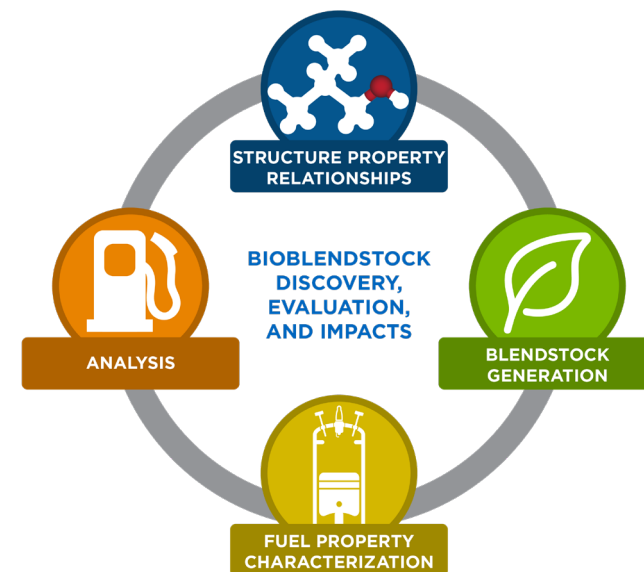 STRUCTURE PROPERTY
RELATIONSHIPS
BIOBLENDSTOCK
DISCOVERY,
EVALUATION,
AND IMPACTS
ANALYSIS
BLENDSTOCK
GENERATION
FUEL PROPERTY
CHARACTERIZATION